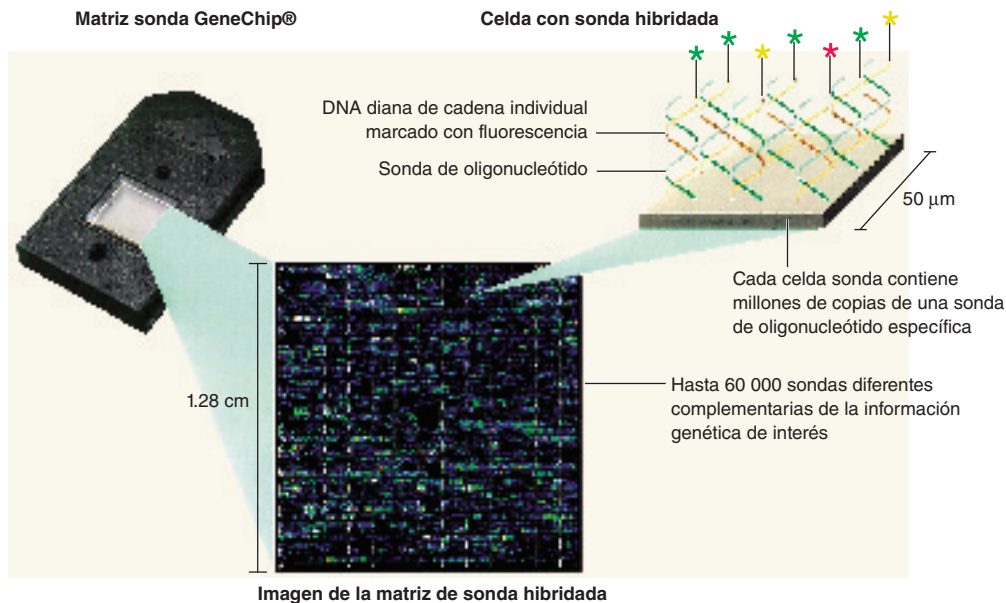 Matriz sonda GeneChip®
Celda con sonda hibridada
DNA diana de cadena individual
marcado con fluorescencia
Sonda de oligonucleótido
50 μm
Cada celda sonda contiene
millones de copias de una sonda
de oligonucleótido específica
1.28 cm
Hasta 60 000 sondas diferentes
complementarias de la información
genética de interés
Imagen de la matriz de sonda hibridada